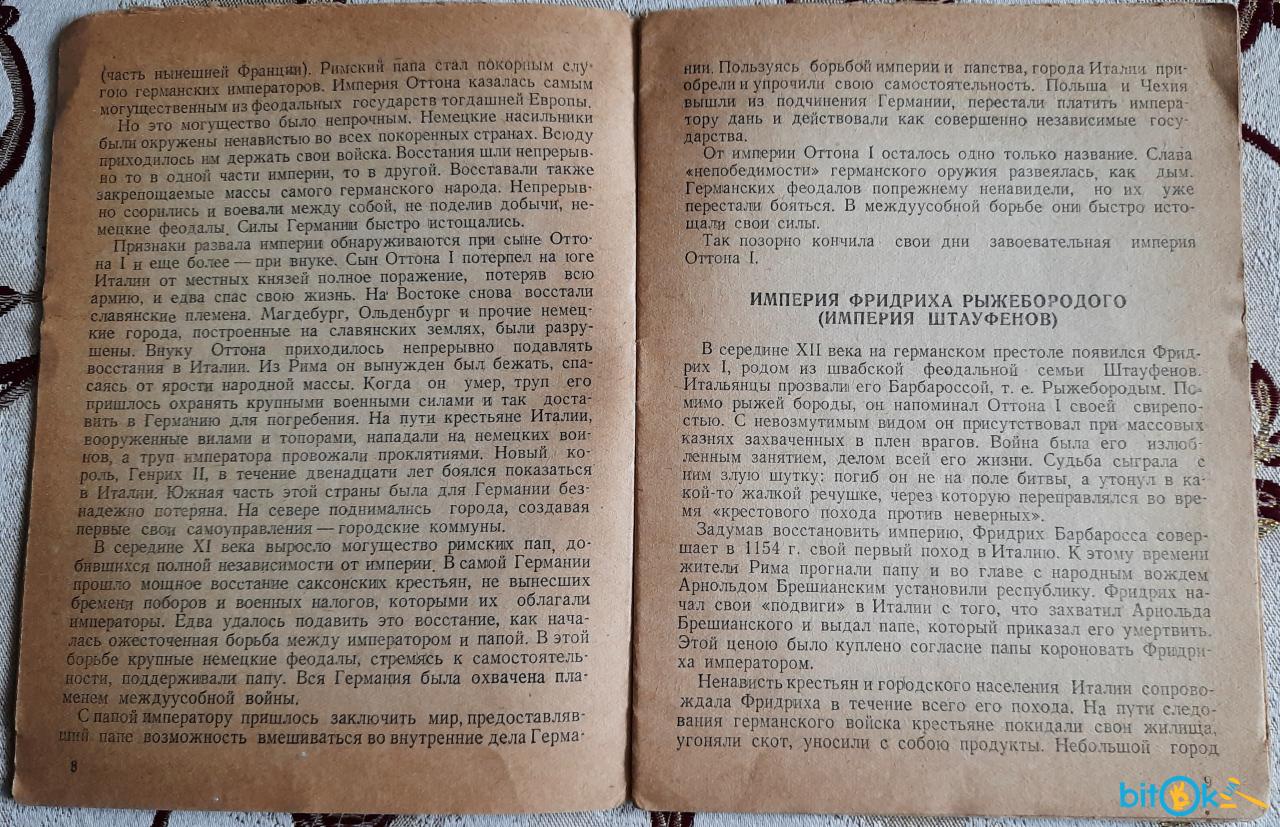 (часть нынешней Франции). Римский папа стал покорным слу-
гою германских императоров. Империя Оттона казалась самым
могущественным из феодальных государств тогдашней Европы.
Но это могущество было непрочным. Немецкие насильники
были окружены ненавистью во всех покоренных странах. Всюду
приходилось им держать свои войска. Восстания шли непрерыв-
но то в одной части империи, то в другой. Восставали также
закрепощаемые массы самого германского народа. Непрерыв-
но ссорились и воевали между собой, не поделив добычи, не-
мецкие феодалы. Силы Германии быстро истощались.
Признаки развала империи обнаруживаются при сыне Отто-
на I и еще более — при внуке. Сын Оттона I потерпел на юге
Италии от местных князей полное поражение, потеряв всю
армию, и едва спас свою жизнь. На Востоке снова восстали
славянские племена. Магдебург, Ольденбург и прочие немец-
кие города, построенные на славянских землях, были разру-
шены. Внуку Оттона приходилось непрерывно подавлять
восстания в Италии. Из Рима он вынужден был бежать, спа-
саясь от ярости народной массы. Когда он умер, труп его
пришлось охранять крупными военными силами и так доста-
вить в Германию для погребения. На пути крестьяне Италии,
вооруженные вилами и топорами, нападали на немецких вои-
нов, а труп императора провожали проклятиями. Новый ко-
роль, Генрих II, в течение двенадцати лет боялся показаться
в Италии. Южная часть этой страны была для Германии без-
надежно потеряна. На севере поднимались города, создавая
первые свои самоуправления — городские коммуны.
В середине XI века выросло могущество римских пап, до-
бившихся полной независимости от империи. В самой Германии
прошло мощное восстание саксонских крестьян, не вынесших
бремени поборов и военных налогов, которыми их облагали
императоры. Едва удалось подавить это восстание, как нача-
лась ожесточенная борьба между императором и папой. В этой
борьбе крупные немецкие феодалы, стремясь к самостоятель-
ности, поддерживали папу. Вся Германия была охвачена пла-
менем междуусобной войны.
С папой императору пришлось заключить мир, предоставляв-
ший папе возможность вмешиваться во внутренние дела Герма-
8
нии. Пользуясь борьбой империи и папства, города Италии при-
обрели и упрочили свою самостоятельность. Польша и Чехия
вышли из подчинения Германии, перестали платить импера-
тору дань и действовали как совершенно независимые госу-
дарства.
От империи Оттона I осталось одно только название. Слава
«непобедимости» германского оружия развеялась, как дым.
Германских феодалов попрежнему ненавидели, но их уже
перестали бояться. В междуусобной борьбе они быстро исто-
щали свои силы.
Так позорно кончила свои дни завоевательная империя
Оттона I.
ИМПЕРИЯ ФРИДРИХА РЫЖЕБОРОДОГО
(ИМПЕРИЯ ШТАУФЕНОВ)
В середине XII века на германском престоле появился Фрид-
рих I, родом из швабской феодальной семьи Штауфенов.
Итальянцы прозвали его Барбароссой, т. е. Рыжебородым. По-
мимо рыжей бороды, он напоминал Оттона I своей свирепо-
стью. С невозмутимым видом он присутствовал при массовых
казнях захваченных в плен врагов. Война была его излюб-
ленным занятием, делом всей его жизни. Судьба сыграла с
ним злую шутку: погиб он не на поле битвы, а утонул в ка-
кой-то жалкой речушке, через которую переправлялся во вре-
мя «крестового похода против неверных».
Задумав восстановить империю, Фридрих Барбаросса совер-
шает в 1154 г. свой первый поход в Италию. К этому времени
жители Рима прогнали папу и во главе с народным вождем
Арнольдом Брешианским установили республику. Фридрих на-
чал свои «подвиги» в Италии с того, что захватил Арнольда
Брешианского и выдал папе, который приказал его умертвить.
Этой ценою было куплено согласие папы короновать Фридри-
ха императором.
Ненависть крестьян и городского населения Италии сопрово-
ждала Фридриха в течение всего его похода. На пути следо-
вания германского войска крестьяне покидали свои жилища,
угоняли скот, уносили с собою продукты. Небольшой город
9
bitOk